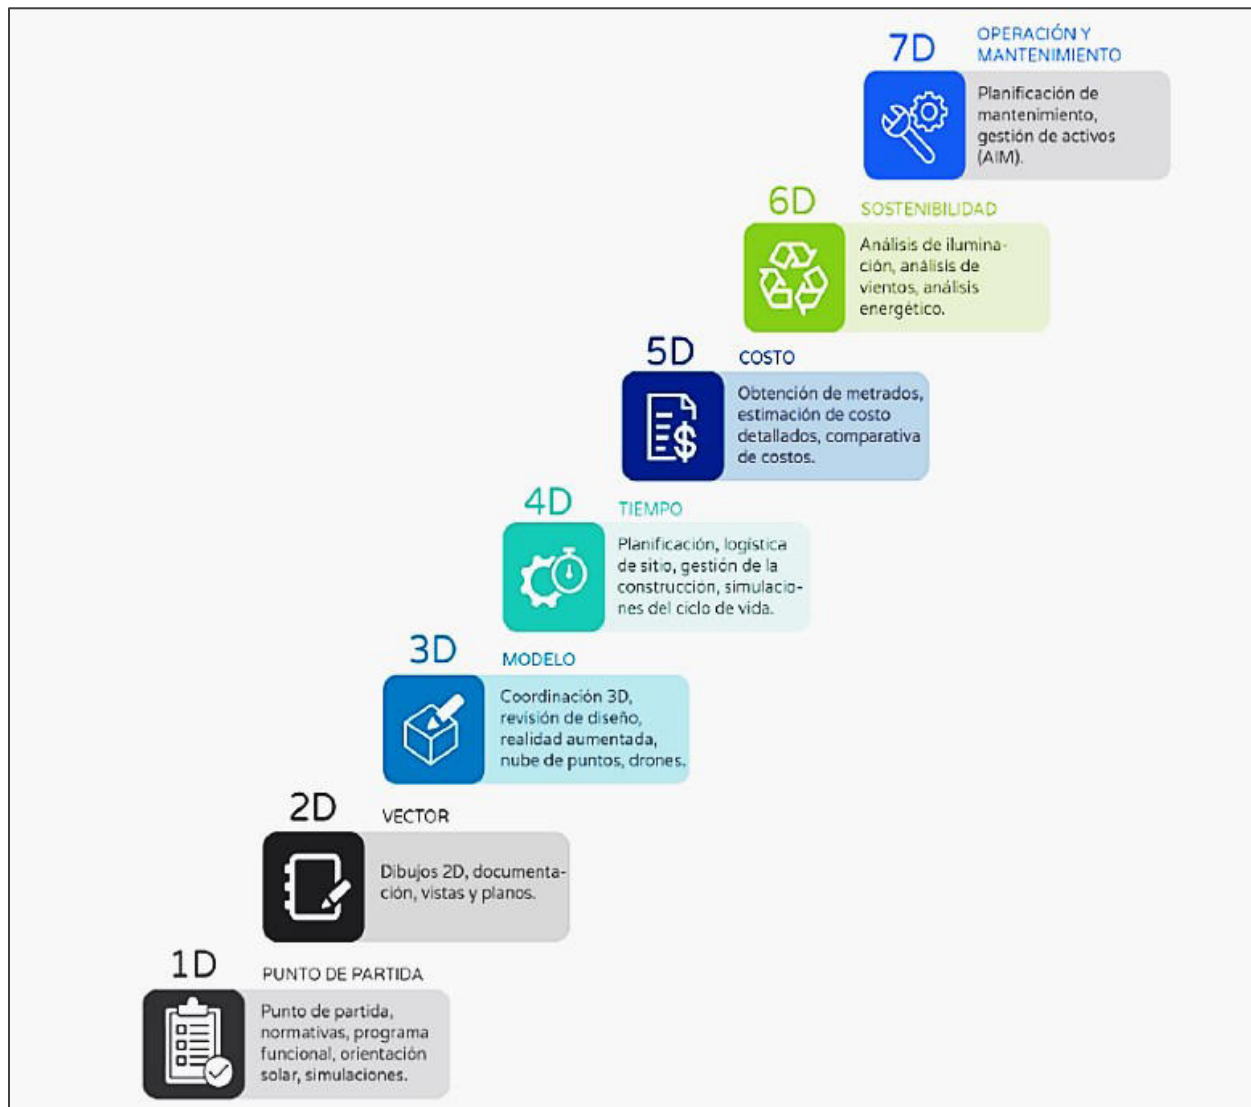 7D
OPERACIÓN Y
MANTENIMIENTO
Planificación de
mantenimiento,
gestión de activos
(AIM).
6D
SOSTENIBILIDAD
Análisis de ilumina-
ción, análisis de
vientos, análisis
energético.
5D
COSTO
Obtención de metrados,
estimación de costo
detallados, comparativa
de costos.
4D
TIEMPO
Planificación, logística
de sitio, gestión de la
construcción, simulacio-
nes del ciclo de vida.
3D
MODELO
Coordinación 3D,
revisión de diseño,
realidad aumentada,
nube de puntos, drones.
2D
VECTOR
Dibujos 2D, documenta-
ción, vistas y planos.
1D
PUNTO DE PARTIDA
Punto de partida,
normativas, programa
funcional, orientación
solar, simulaciones.